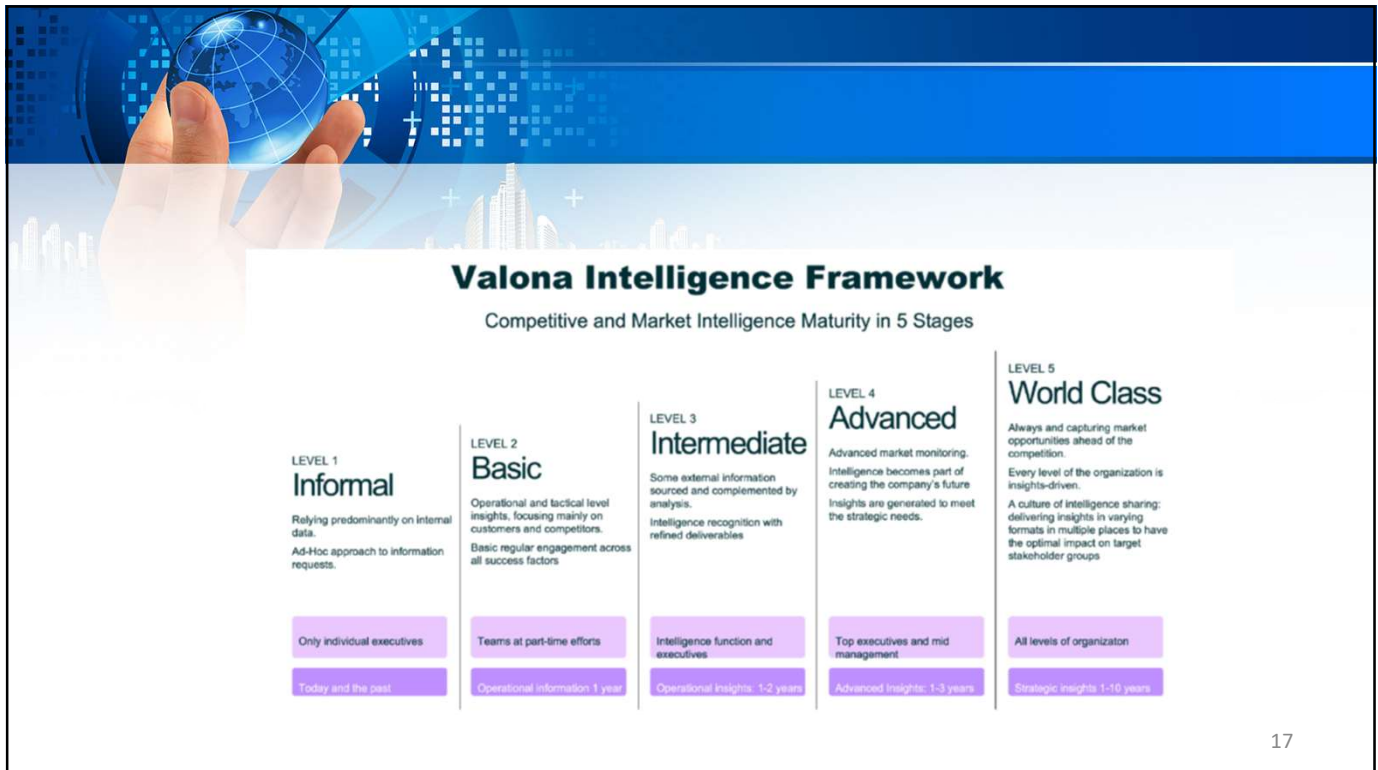 Valona Intelligence Framework
Competitive and Market Intelligence Maturity in 5 Stages
LEVEL 1
Informal
Relying predominantly on internal
data.
Ad-Hoc approach to information
requests.
Only individual executives
Today and the past
LEVEL 2
Basic
Operational and tactical level
insights, focusing mainly on
customers and competitors.
Basic regular engagement across
all success factors
Teams at part-time efforts
Operational information 1 year
LEVEL 3
Intermediate
Some external information
sourced and complemented by
analysis.
Intelligence recognition with
refined deliverables
Intelligence function and
executives
Operational insights: 1-2 years
LEVEL 4
Advanced
Advanced market monitoring.
Intelligence becomes part of
creating the company's future
Insights are generated to meet
the strategic needs.
Top executives and mid
management
Advanced Insights: 1-3 years
LEVEL 5
World Class
Always and capturing market
opportunities ahead of the
competition.
Every level of the organization is
insights-driven.
A culture of intelligence sharing:
delivering insights in varying
formats in multiple places to have
the optimal impact on target
stakeholder groups
All levels of organizaton
Strategic insights 1-10 years
17